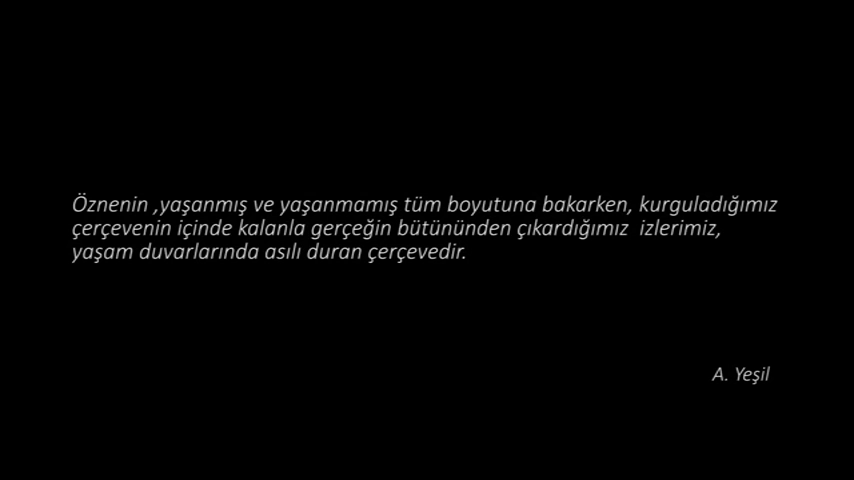 Öznenin ,yaşanmış ve yaşanmamış tüm boyutuna bakarken, kurguladığımız
çerçevenin içinde kalanla gerçeğin bütününden çıkardığımız  izlerimiz,
yaşam duvarlarında asılı duran çerçevedir.
A. Yeşil